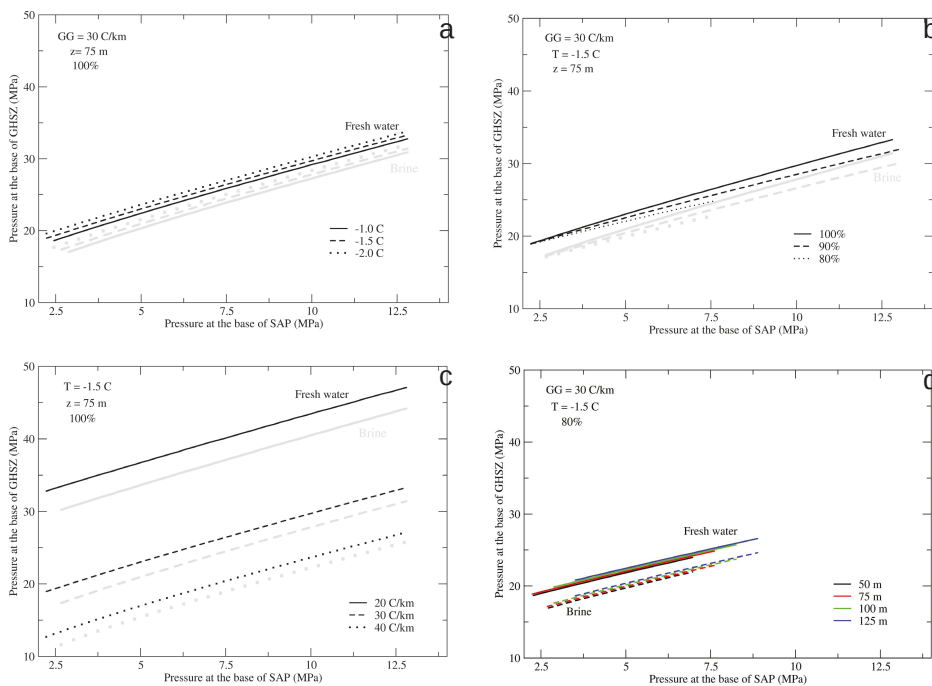 a
GG = 30 C/km
z= 75 m
100%
Fresh water
Brine
-1.0 C
-1.5 C
-2.0 C
50
40
30
20
10
2.5
5
7.5
10
12.5
Pressure at the base of GHSZ (MPa)
Pressure at the base of SAP (MPa)
b
GG = 30 C/km
T = -1.5 C
z = 75 m
Fresh water
Brine
100%
90%
80%
50
40
30
20
10
2.5
5
7.5
10
12.5
Pressure at the base of GHSZ (MPa)
Pressure at the base of SAP (MPa)
c
T = -1.5 C
z = 75 m
100%
Fresh water
Brine
20 C/km
30 C/km
40 C/km
50
40
30
20
10
2.5
5
7.5
10
12.5
Pressure at the base of GHSZ (MPa)
Pressure at the base of SAP (MPa)
d
GG = 30 C/km
T = -1.5 C
80%
Fresh water
Brine
50 m
75 m
100 m
125 m
50
40
30
20
10
2.5
5
7.5
10
12.5
Pressure at the base of GHSZ (MPa)
Pressure at the base of SAP (MPa)